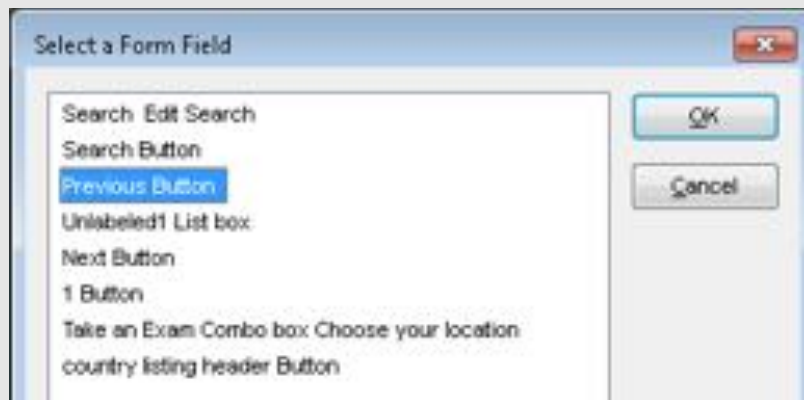 Select a Form Field
Search Edit Search
Search Button
Previous Button
Unlabeled1 List box
Next Button
1 Button
Take an Exam Combo box Choose your location
country listing header Button
OK
Cancel